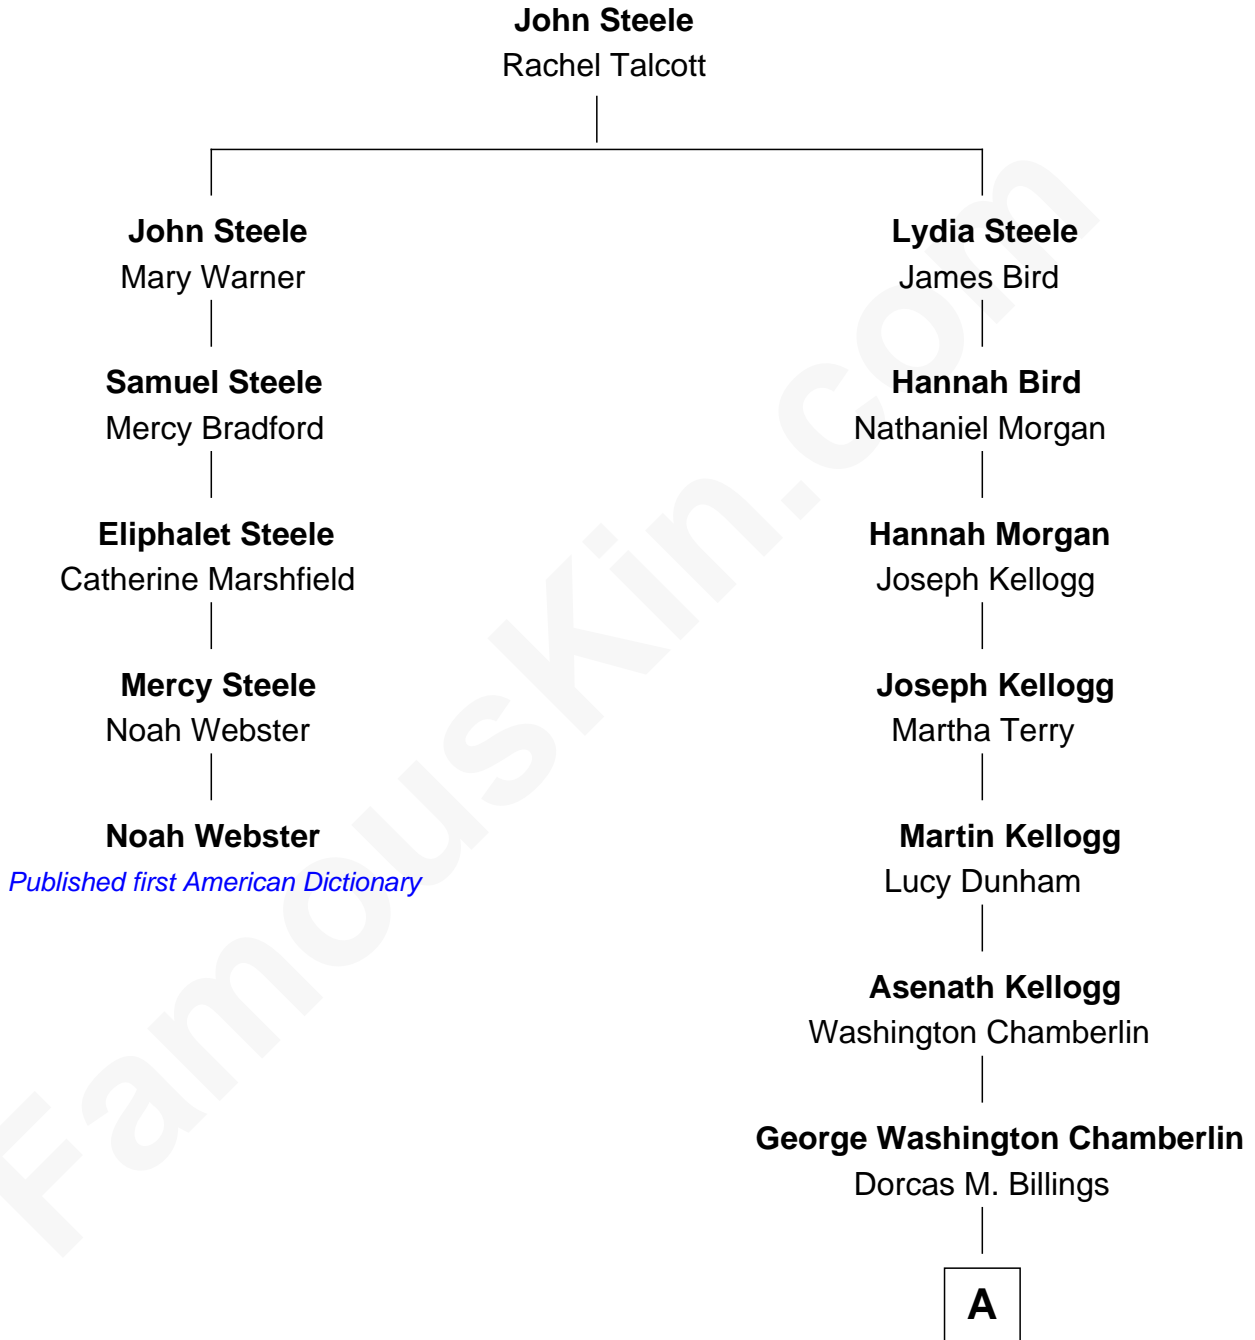 John Steele
Rachel Talcott
John Steele
Mary Warner
Lydia Steele
James Bird
Samuel Steele
Mercy Bradford
Hannah Bird
Nathaniel Morgan
Eliphalet Steele
Catherine Marshfield
Hannah Morgan
Joseph Kellogg
Mercy Steele
Noah Webster
Joseph Kellogg
Martha Terry
Noah Webster
Published first American Dictionary
Martin Kellogg
Lucy Dunham
Asenath Kellogg
Washington Chamberlin
George Washington Chamberlin
Dorcas M. Billings
A
FamousKin.com